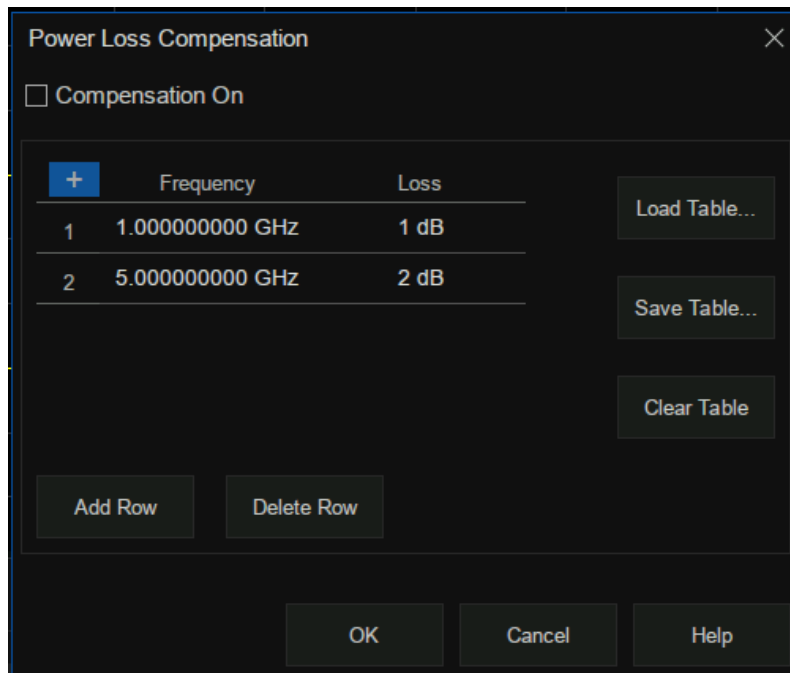 Power Loss Compensation
Compensation On
+ Frequency Loss
1 1.000000000 GHz 1 dB
2 5.000000000 GHz 2 dB
Load Table...
Save Table...
Clear Table
Add Row Delete Row
OK Cancel Help